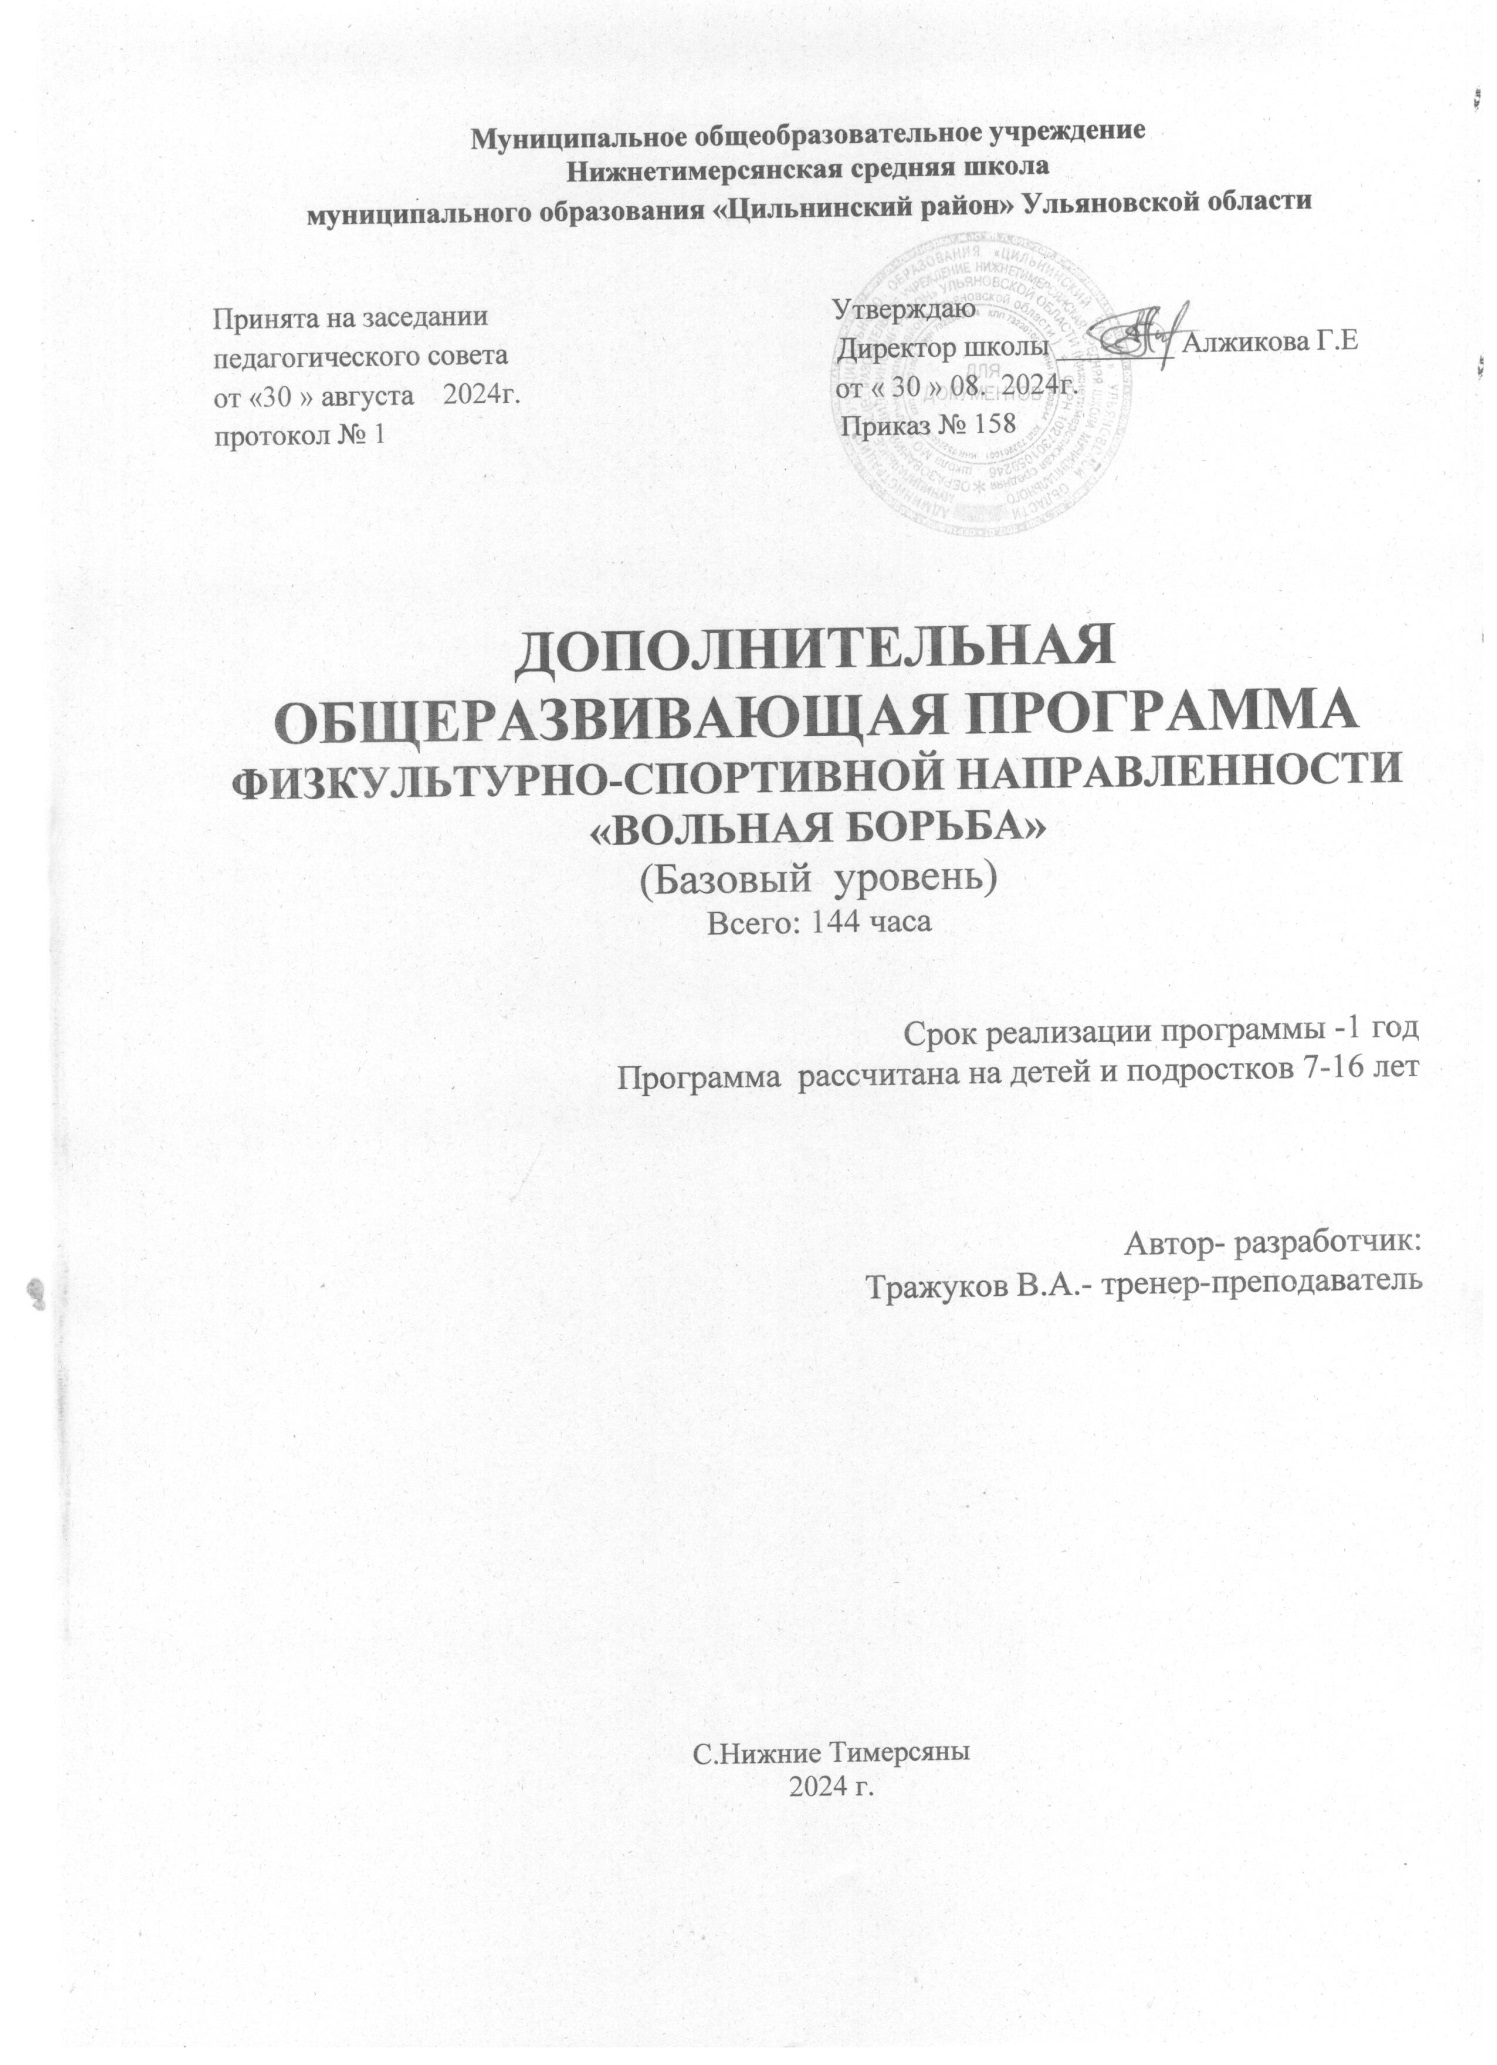 Муниципальное общеобразовательное учреждение
Нижнетимерсянская средняя школа
муниципального образования «Цильнинский район» Ульяновской области
Принята на заседании
педагогического совета
от «30 » августа 2024г.
протокол № 1
Утверждаю
Директор школы ________ Алжикова Г.Е
от « 30 » 08. 2024г.
Приказ № 158
ДЛЯ
ДОКУМЕНТОВ
ДОПОЛНИТЕЛЬНАЯ
ОБЩЕРАЗВИВАЮЩАЯ ПРОГРАММА
ФИЗКУЛЬТУРНО-СПОРТИВНОЙ НАПРАВЛЕННОСТИ
«ВОЛЬНАЯ БОРЬБА»
(Базовый уровень)
Всего: 144 часа
Срок реализации программы -1 год
Программа рассчитана на детей и подростков 7-16 лет
Автор- разработчик:
Тражуков В.А.- тренер-преподаватель
С.Нижние Тимерсяны
2024 г.